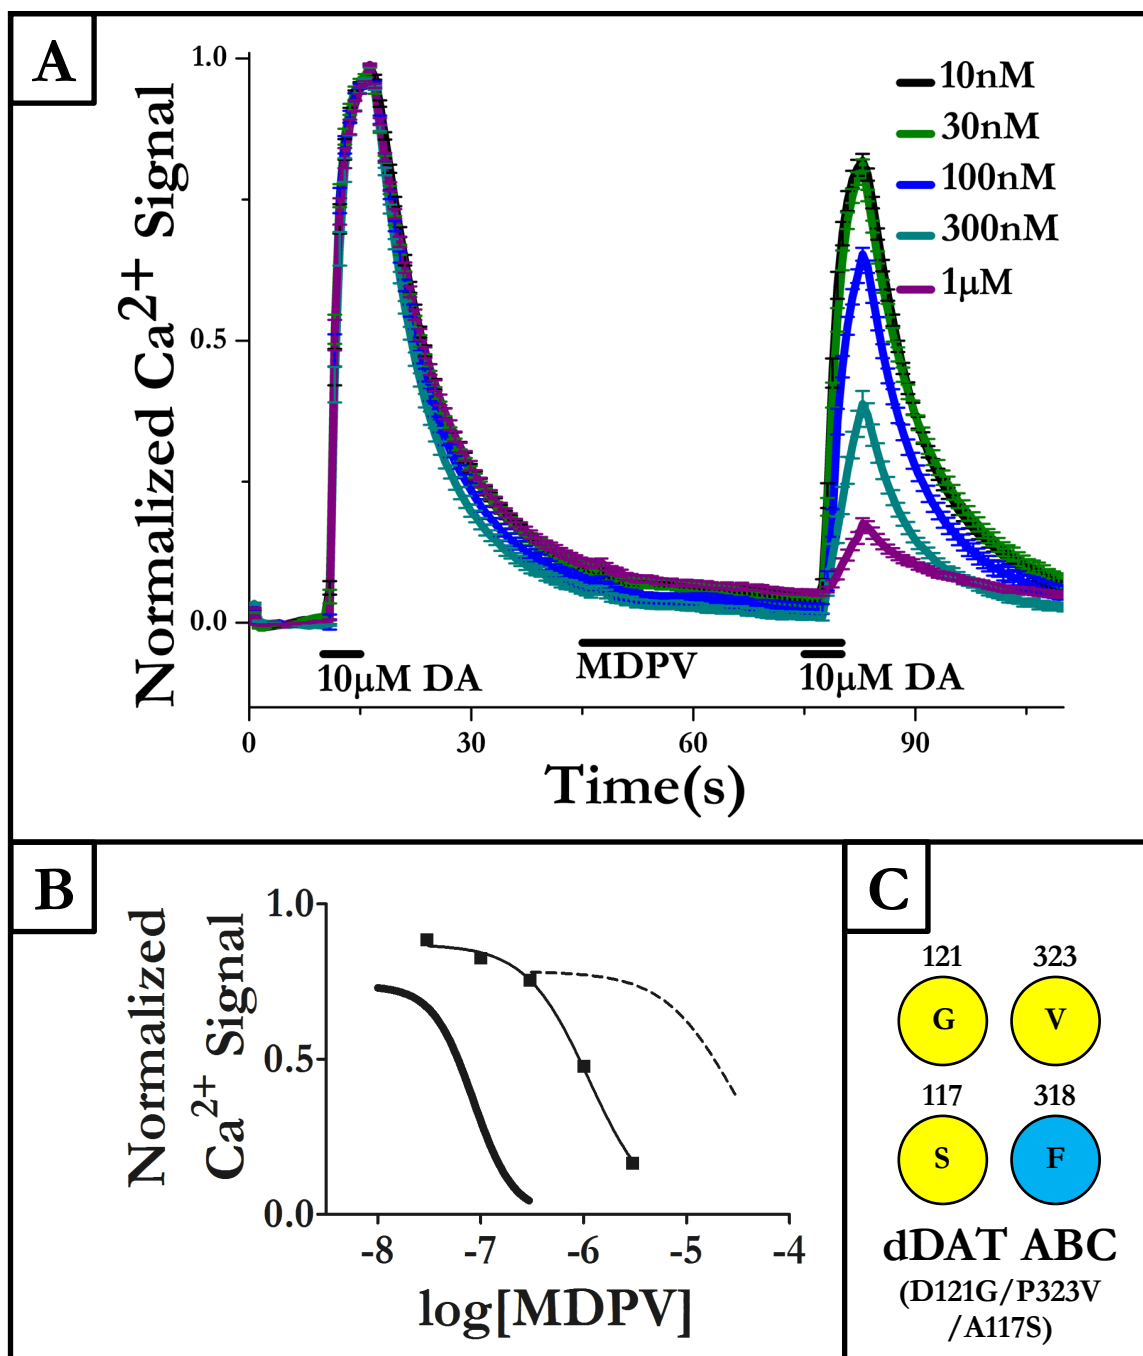 A
Normalized Ca2+ Signal
1.0
0.5
0.0
10nM
30nM
100nM
300nM
1μM
MDPV
10μM DA
10μM DA
0
30
60
90
Time(s)
B
Normalized
Ca2+ Signal
1.0
0.5
0.0
-8
-7
-6
-5
-4
log[MDPV]
C
121
323
G
V
117
318
S
F
dDAT ABC
(D121G/P323V
/A117S)